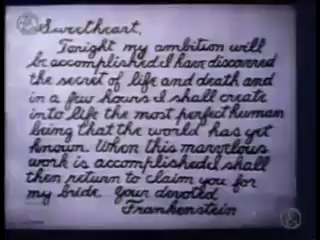 Sweetheart,
Tonight my ambition will
be accomplished. I have discovered
the secret of life and death and
in a few hours I shall create
into life the most perfect human
being that the world has yet
known. When this marvelous
work is accomplished I shall
then return to claim you for
my bride. Your devoted
Frankenstein